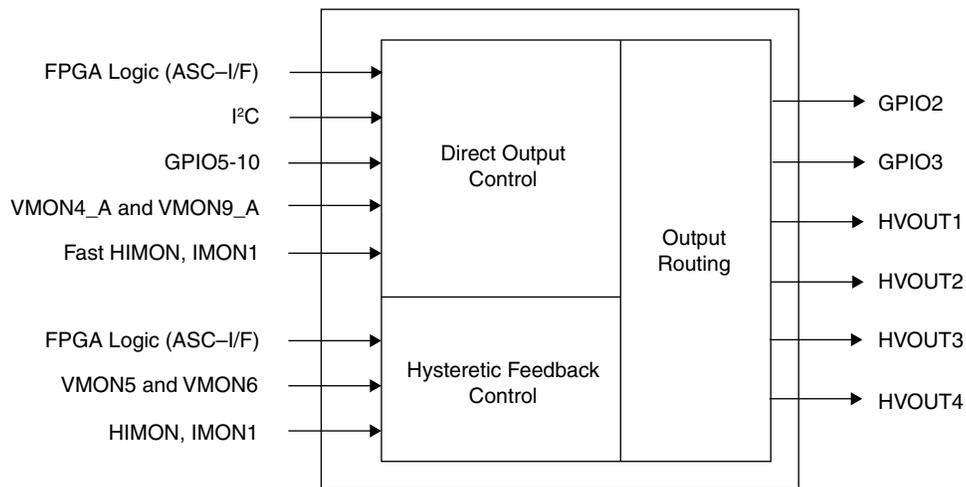 FPGA Logic (ASC–I/F)
I²C
GPIO5-10
VMON4_A and VMON9_A
Fast HIMON, IMON1
FPGA Logic (ASC–I/F)
VMON5 and VMON6
HIMON, IMON1
Direct Output
Control
Hysteretic Feedback
Control
Output
Routing
GPIO2
GPIO3
HVOUT1
HVOUT2
HVOUT3
HVOUT4